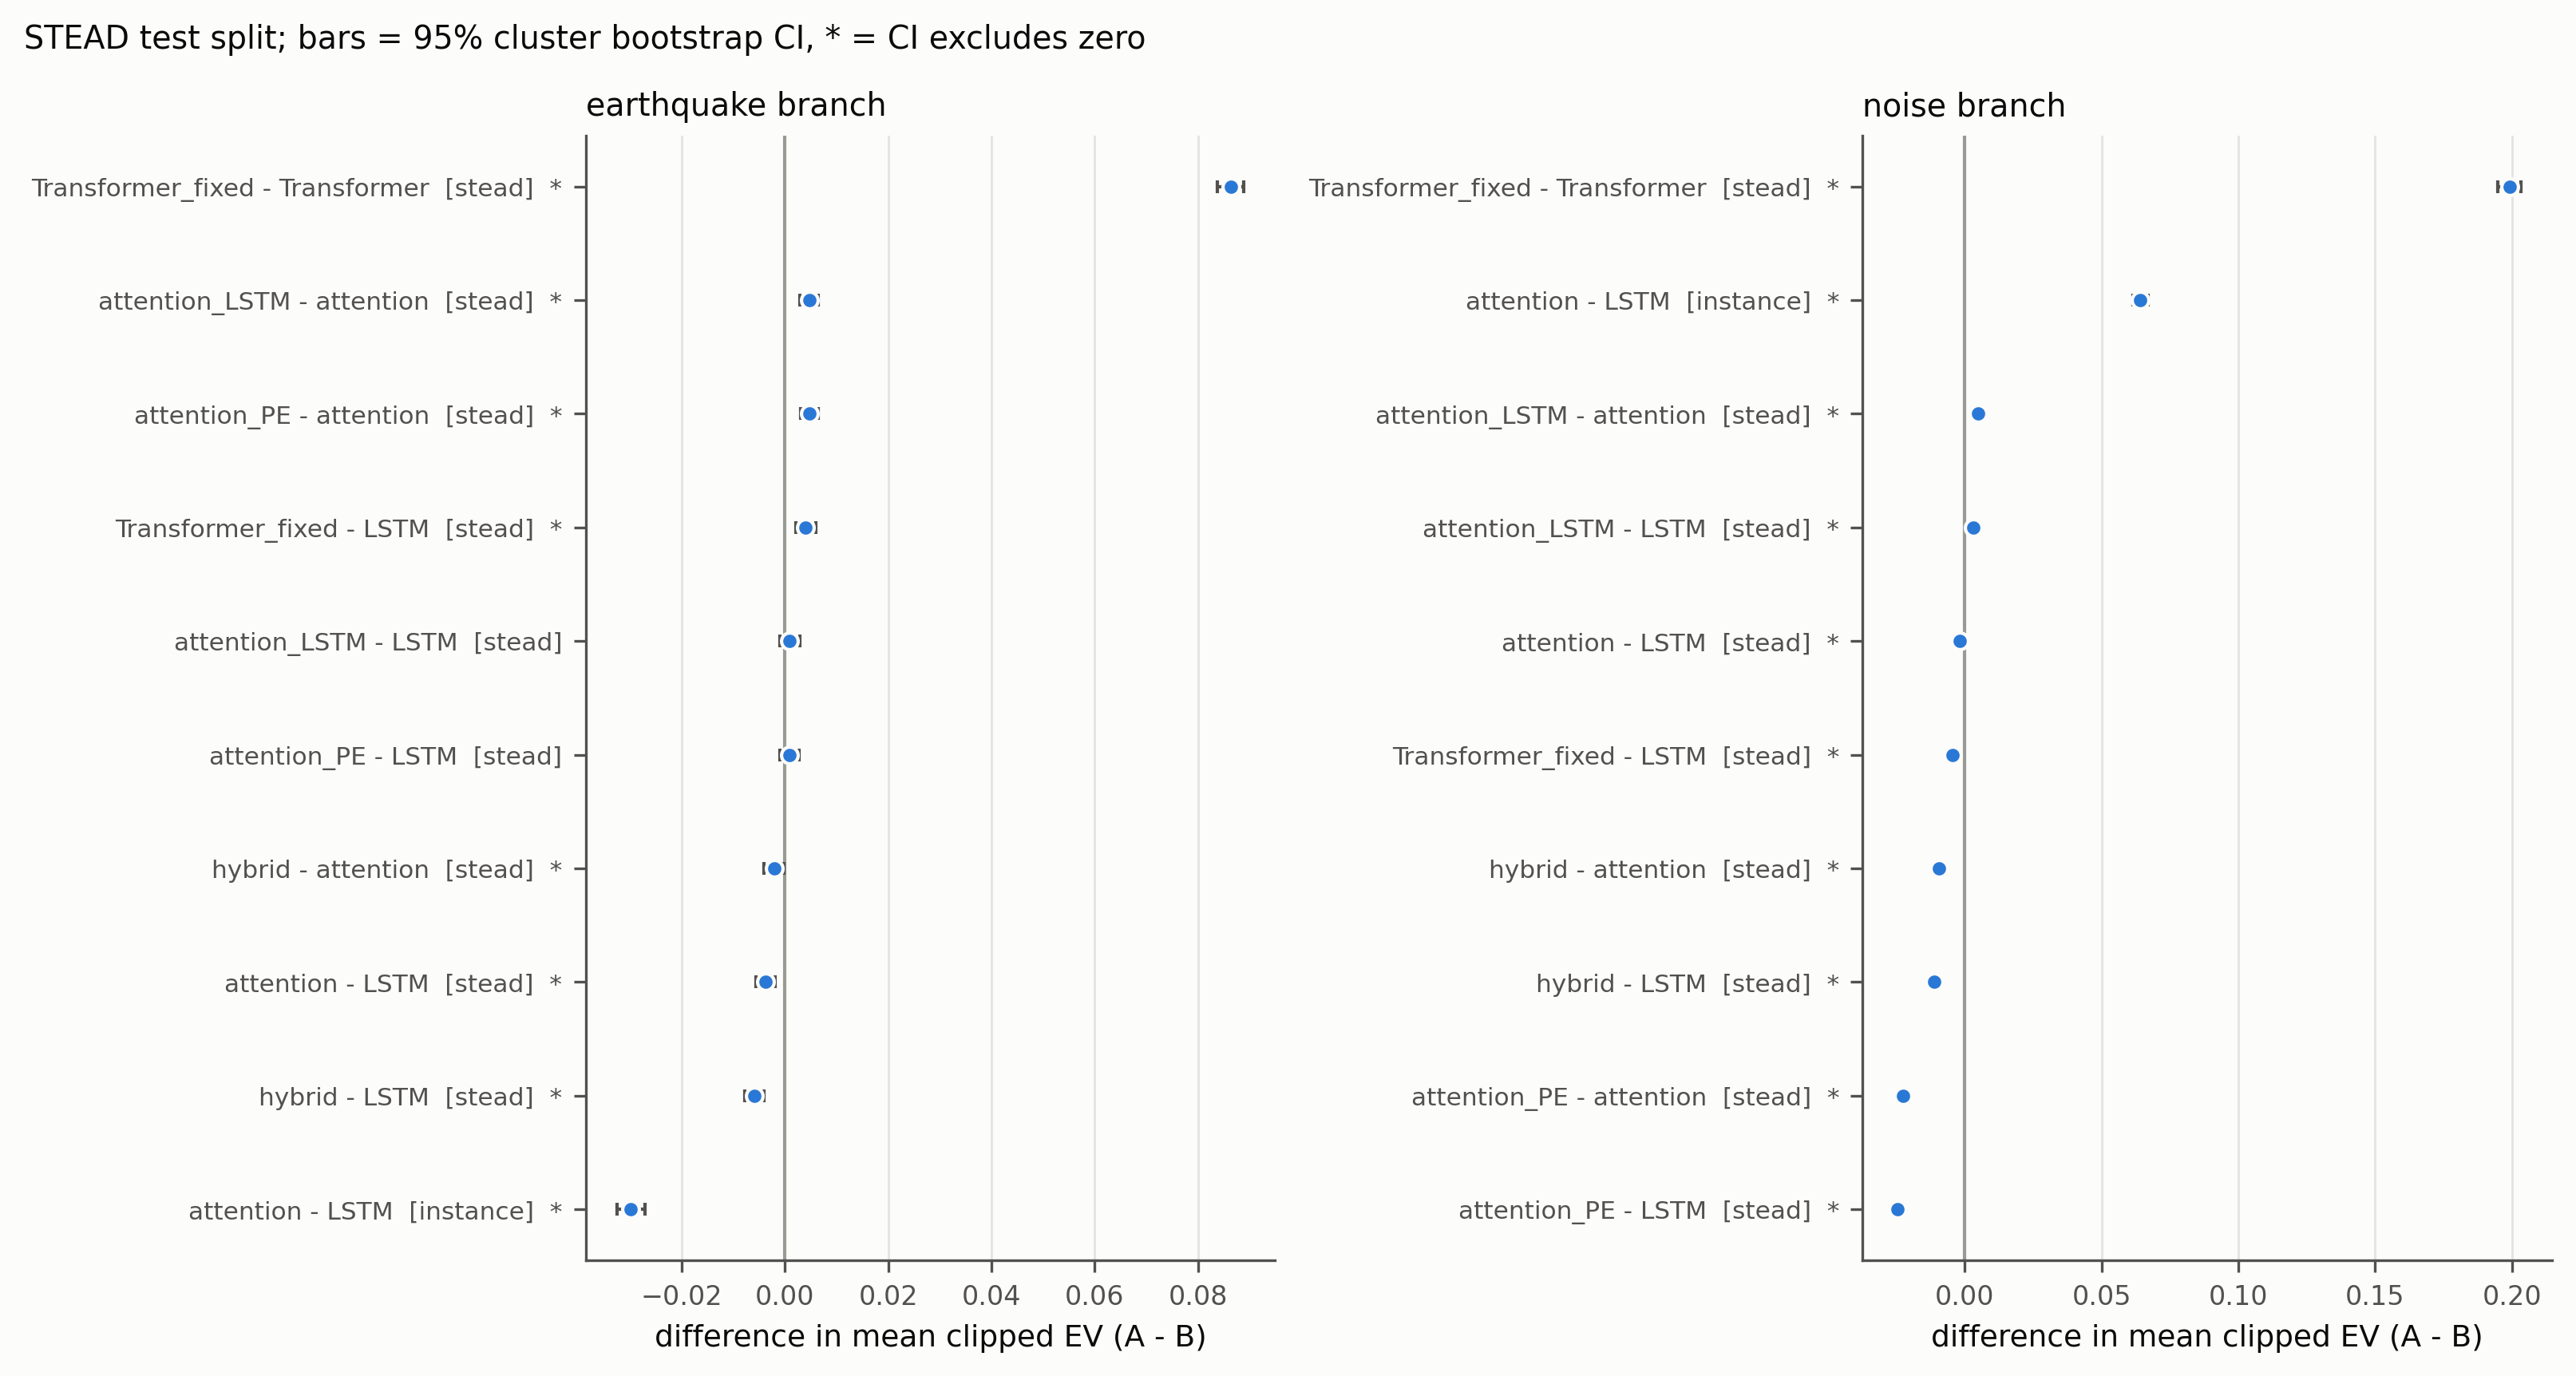 STEAD test split; bars = 95% cluster bootstrap CI, * = CI excludes zero
earthquake branch
Transformer_fixed - Transformer [stead] *
attention_LSTM - attention [stead] *
attention_PE - attention [stead] *
Transformer_fixed - LSTM [stead] *
attention_LSTM - LSTM [stead]
attention_PE - LSTM [stead]
hybrid - attention [stead] *
attention - LSTM [stead] *
hybrid - LSTM [stead] *
attention - LSTM [instance] *
−0.02 0.00 0.02 0.04 0.06 0.08
difference in mean clipped EV (A - B)
noise branch
Transformer_fixed - Transformer [stead] *
attention - LSTM [instance] *
attention_LSTM - attention [stead] *
attention_LSTM - LSTM [stead] *
attention - LSTM [stead] *
Transformer_fixed - LSTM [stead] *
hybrid - attention [stead] *
hybrid - LSTM [stead] *
attention_PE - attention [stead] *
attention_PE - LSTM [stead] *
0.00 0.05 0.10 0.15 0.20
difference in mean clipped EV (A - B)